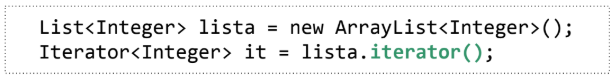 List<Integer> lista = new ArrayList<Integer>();
Iterator<Integer> it = lista.iterator();